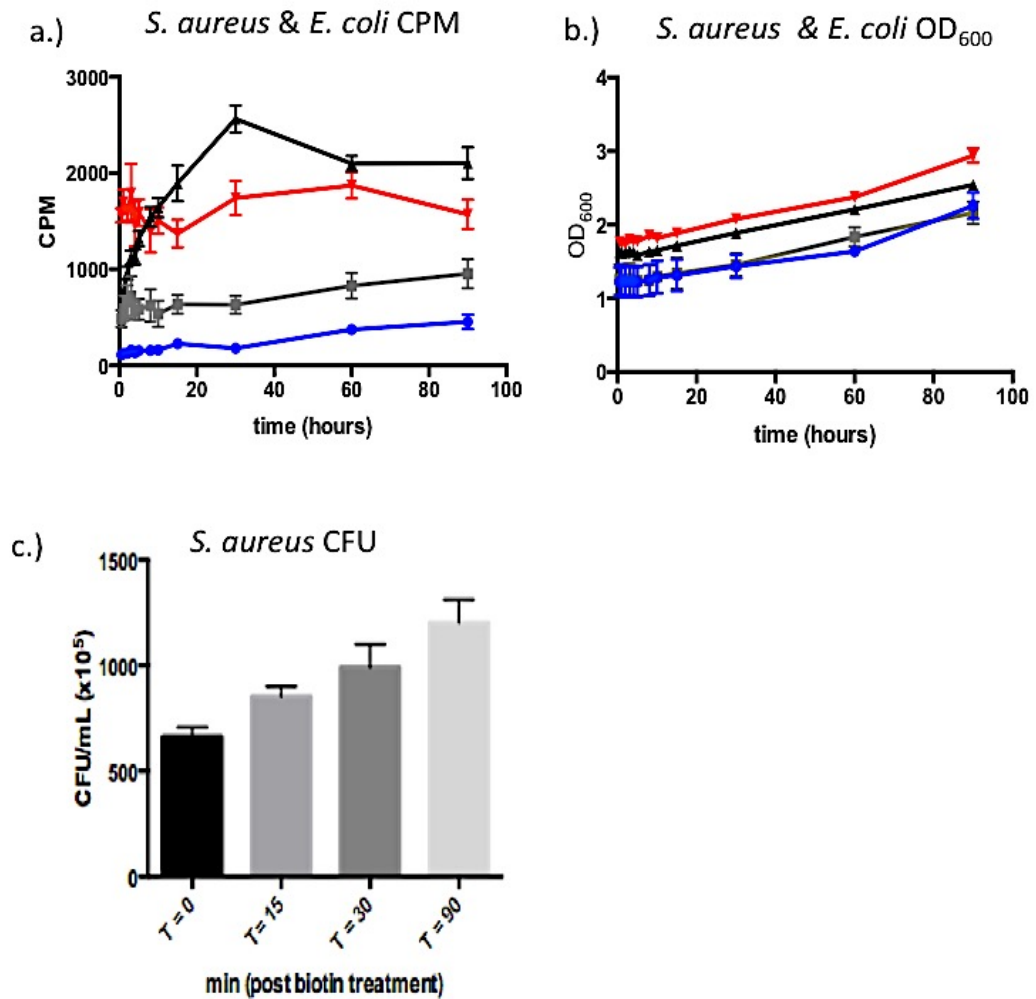 a.) S. aureus & E. coli CPM
3000
2000
1000
0
CPM
0 20 40 60 80 100
time (hours)
b.) S. aureus & E. coli OD600
4
3
2
1
0
OD600
0 20 40 60 80 100
time (hours)
c.) S. aureus CFU
1500
1000
500
0
CFU/mL (x10⁵)
T = 0 T = 15 T = 30 T = 90
min (post biotin treatment)